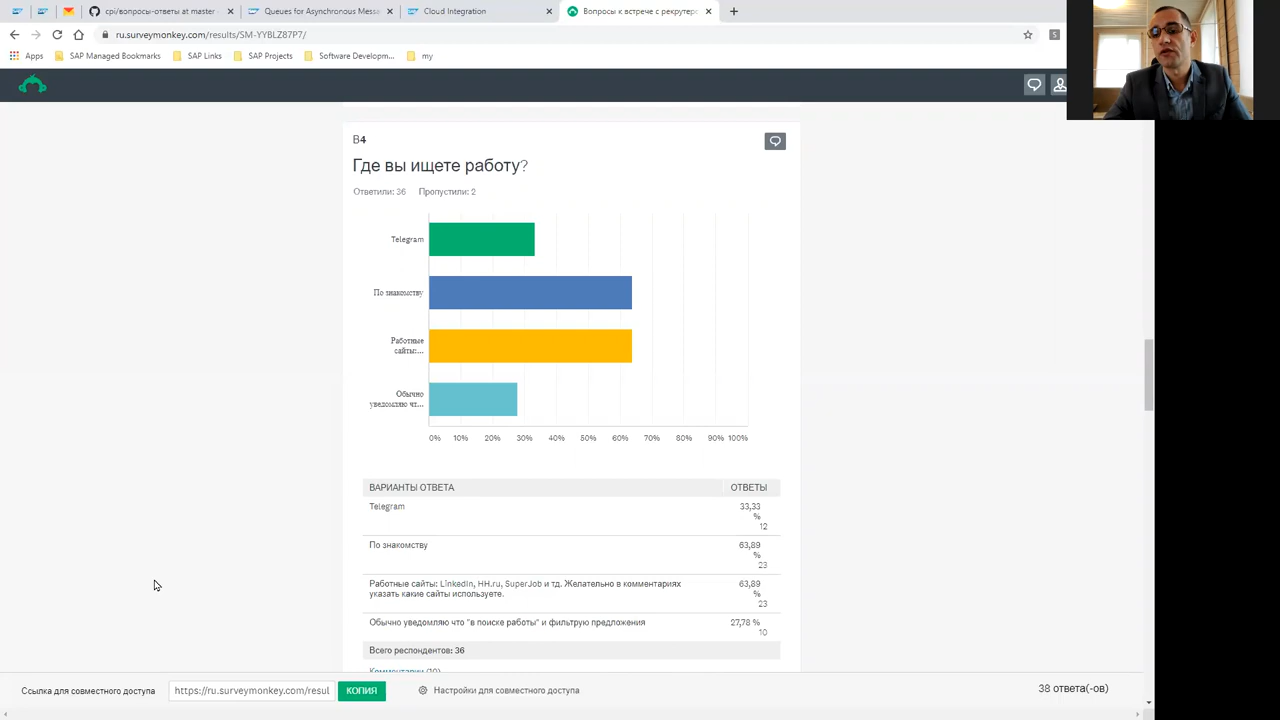 cpi/вопросы-ответы at master
Queues for Asynchronous Messa
Cloud Integration
Вопросы к встрече с рекрутер
ru.surveymonkey.com/results/SM-YYBLZ87P7/
S
Apps
SAP Managed Bookmarks
SAP Links
SAP Projects
Software Developm...
my
В4
Где вы ищете работу?
Ответили: 36 Пропустили: 2
Telegram
По знакомству
Работные
сайты:...
Обычно
уведомляю чт...
0% 10% 20% 30% 40% 50% 60% 70% 80% 90% 100%
ВАРИАНТЫ ОТВЕТА ОТВЕТЫ
Telegram 33,33
%
12
По знакомству 63,89
%
23
Работные сайты: LinkedIn, HH.ru, SuperJob и тд. Желательно в комментариях 63,89
указать какие сайты используете. %
23
Обычно уведомляю что "в поиске работы" и фильтрую предложения 27,78 %
10
Всего респондентов: 36
Комментарии (10)
Ссылка для совместного доступа
https://ru.surveymonkey.com/resul
КОПИЯ
Настройки для совместного доступа
38 ответа(-ов)